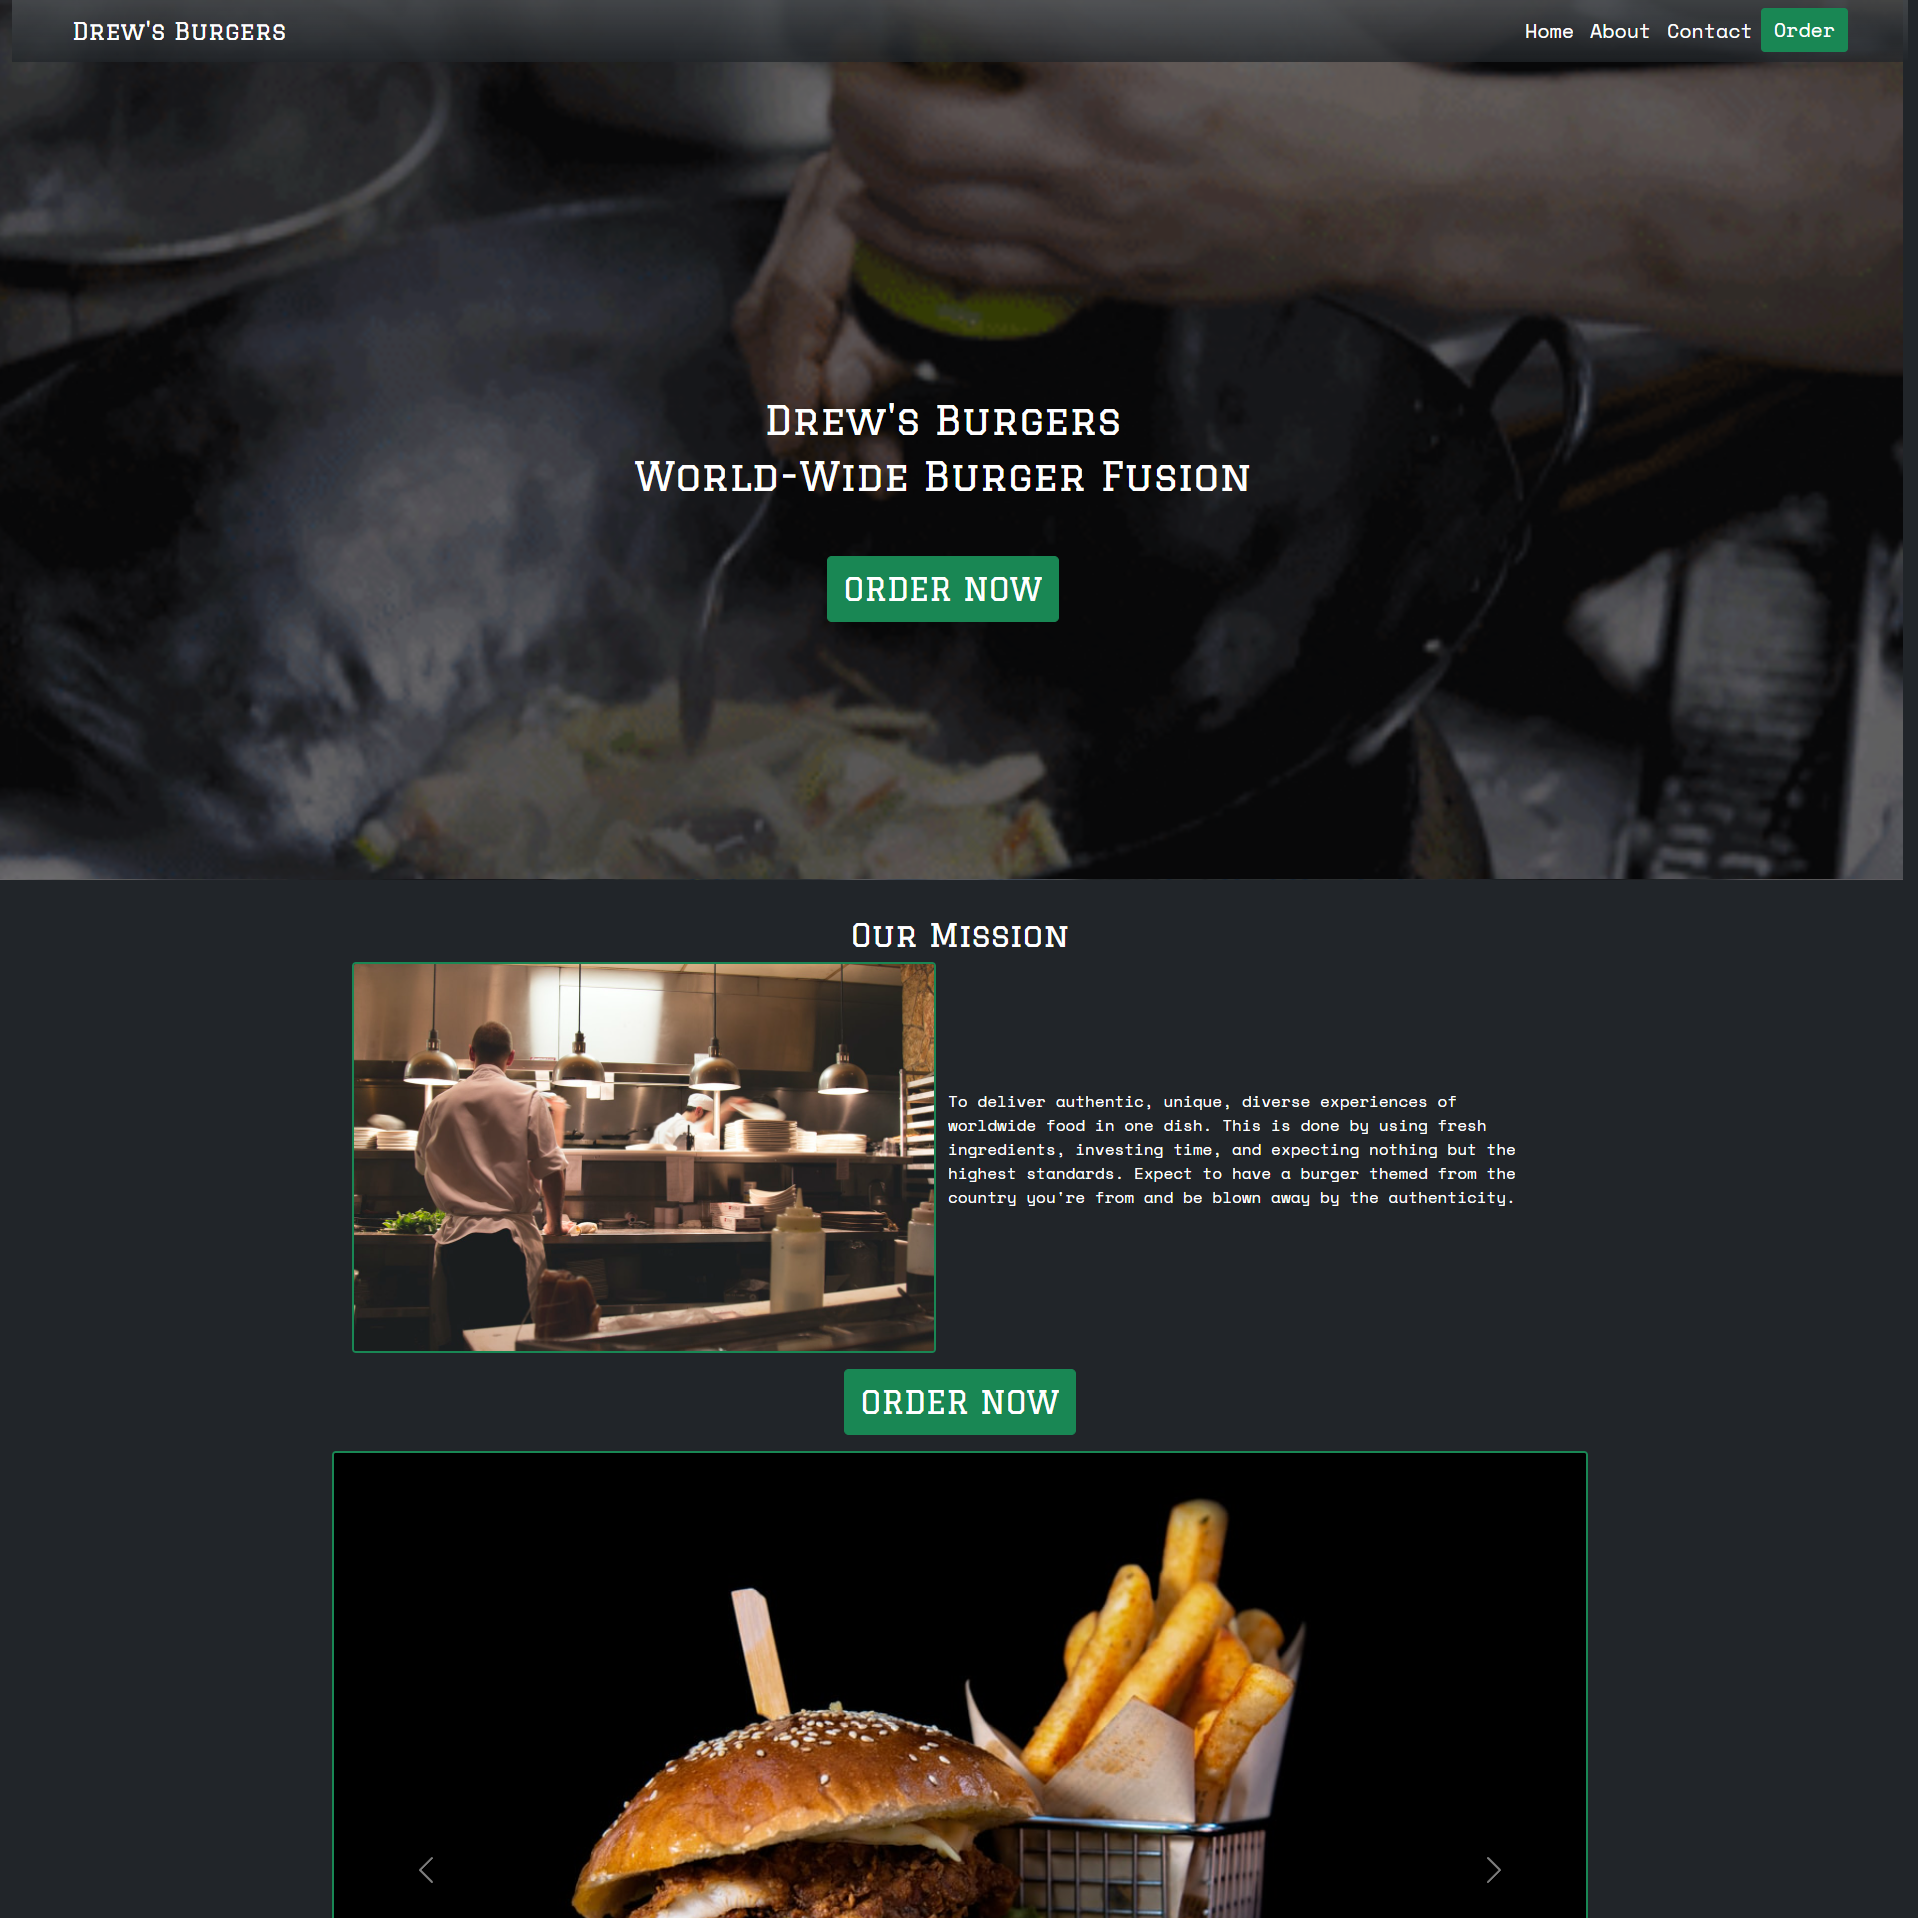 Drew's Burgers
Home About Contact Order
Drew's Burgers
World-Wide Burger Fusion
ORDER NOW
Our Mission
To deliver authentic, unique, diverse experiences of
worldwide food in one dish. This is done by using fresh
ingredients, investing time, and expecting nothing but the
highest standards. Expect to have a burger themed from the
country you're from and be blown away by the authenticity.
ORDER NOW